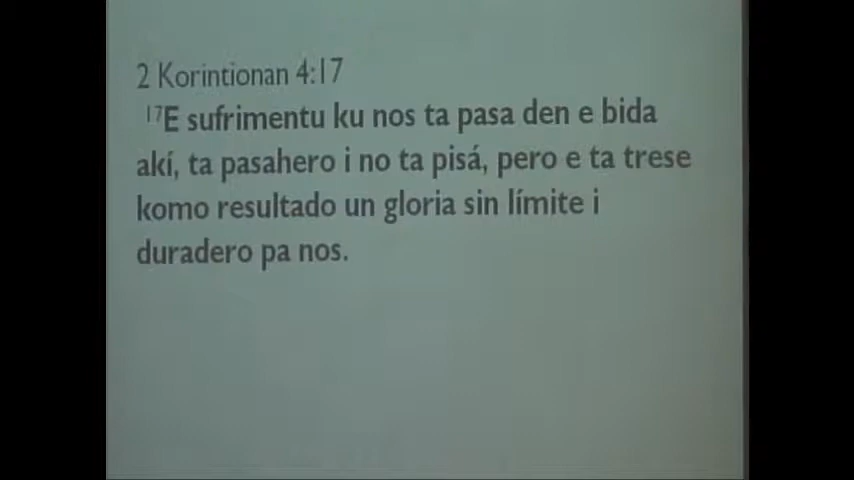 2 Korintionan 4:17
17E sufrimentu ku nos ta pasa den e bida
akí, ta pasahero i no ta pisá, pero e ta trese
komo resultado un gloria sin límite i
duradero pa nos.